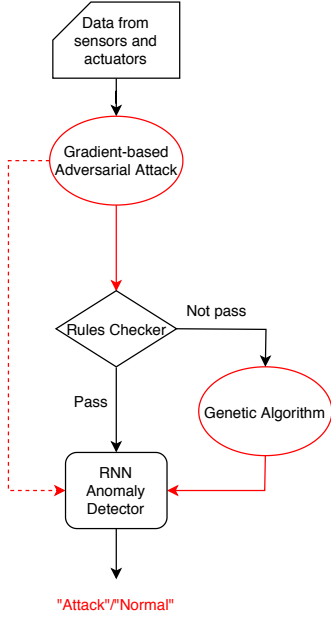 Data from
sensors and
actuators
Gradient-based
Adversarial Attack
Rules Checker
Not pass
Pass
Genetic Algorithm
RNN
Anomaly
Detector
"Attack"/"Normal"